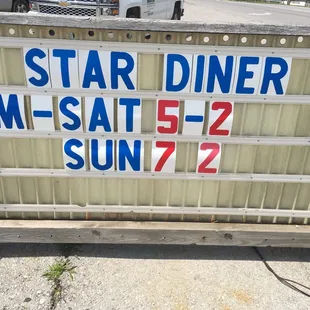 STAR DINER
M-SAT 5-2
SUN 7 2